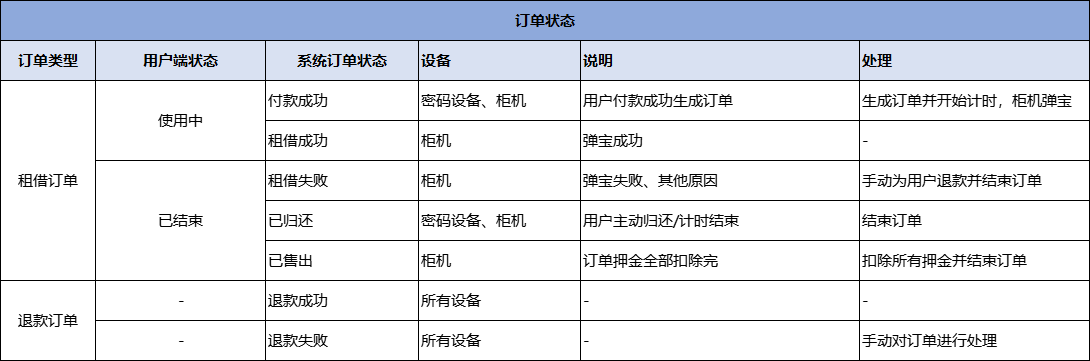 订单状态
订单类型 用户端状态 系统订单状态 设备 说明 处理
租借订单 使用中 付款成功 密码设备、柜机 用户付款成功生成订单 生成订单并开始计时，柜机弹宝
租借成功 柜机 弹宝成功 -
已结束 租借失败 柜机 弹宝失败、其他原因 手动为用户退款并结束订单
已归还 密码设备、柜机 用户主动归还/计时结束 结束订单
已售出 柜机 订单押金全部扣除完 扣除所有押金并结束订单
退款订单 - 退款成功 所有设备 - -
- 退款失败 所有设备 - 手动对订单进行处理